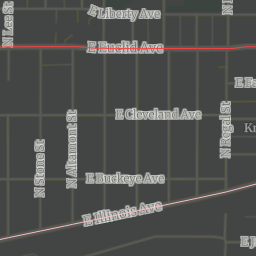 N Lee St
E Liberty Ave
E Euclid Ave
E Cleveland Ave
N Regal St
N Altamont St
N Stone St
E Buckeye Ave
E Illinois Ave